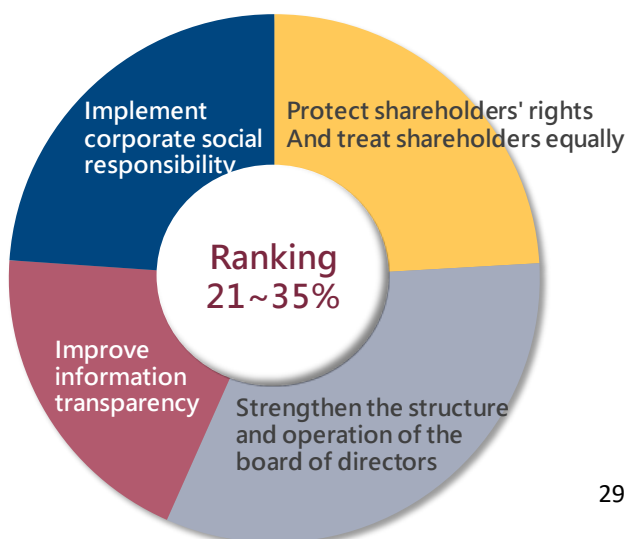 Implement
corporate social
responsibility
Protect shareholders' rights
And treat shareholders equally
Ranking
21~35%
Improve
information
transparency
Strengthen the structure
and operation of the
board of directors
29